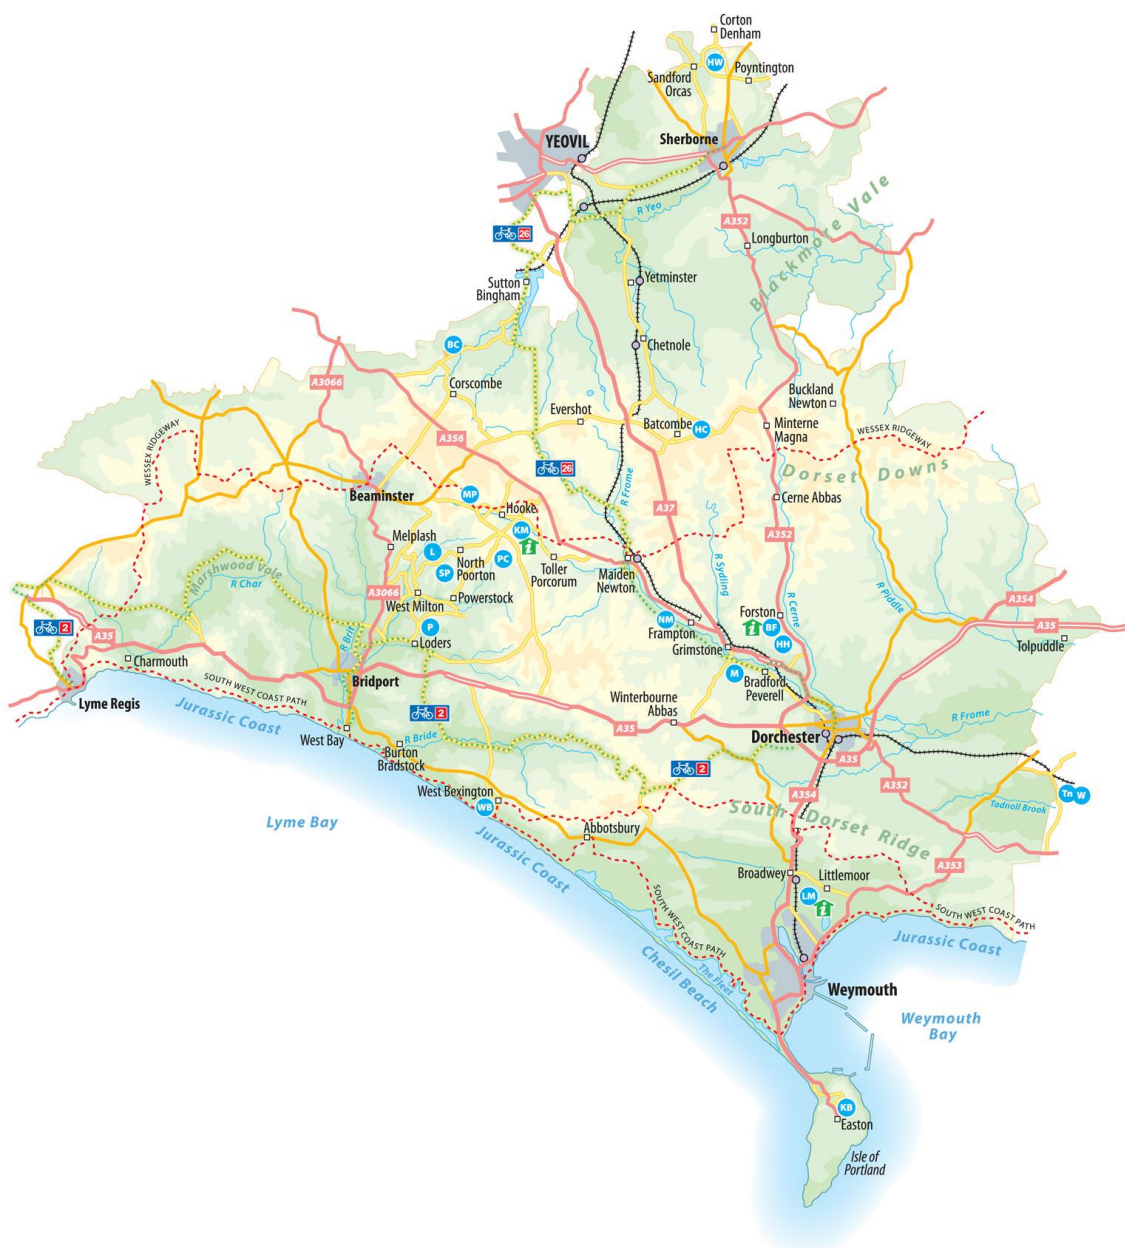 Corton
Denham
HW
Sandford
Orcas
Poyntington
YEOVIL
Sherborne
R Yeo
A352
Blackmore Vale
Longburton
26
Sutton
Bingham
Yetminster
Chetnole
BC
A3066
Corscombe
Buckland
Newton
Evershot
Batcombe
HC
Minterne
Magna
WESSEX RIDGEWAY
WESSEX RIDGEWAY
A356
26
R Frome
Dorset Downs
Beaminster
MP
Hooke
Cerne Abbas
A37
A352
KM
Melplash
L
North
Poorton
PC
SP
Toller
Porcorum
Maiden
Newton
R Sydling
R Cerne
R Piddle
Marshwood Vale
R Char
A3066
West Milton
Powerstock
A354
A35
2
A35
R Brit
P
Loders
NM
Frampton
Forston
BF
HH
Grimstone
Tolpuddle
Charmouth
Bridport
M
Bradford
Peverell
Lyme Regis
SOUTH WEST COAST PATH
Jurassic Coast
2
Winterbourne
Abbas
A35
R Frome
Dorchester
West Bay
R Bride
Burton
Bradstock
2
A35
A352
A354
Tn
W
Tadnoll Brook
West Bexington
WB
South Dorset Ridge
Lyme Bay
Jurassic Coast
Abbotsbury
A353
Broadwey
Littlemoor
LM
SOUTH WEST COAST PATH
SOUTH WEST COAST PATH
Jurassic Coast
Chesil Beach
The Fleet
Weymouth
Weymouth
Bay
KB
Easton
Isle of
Portland